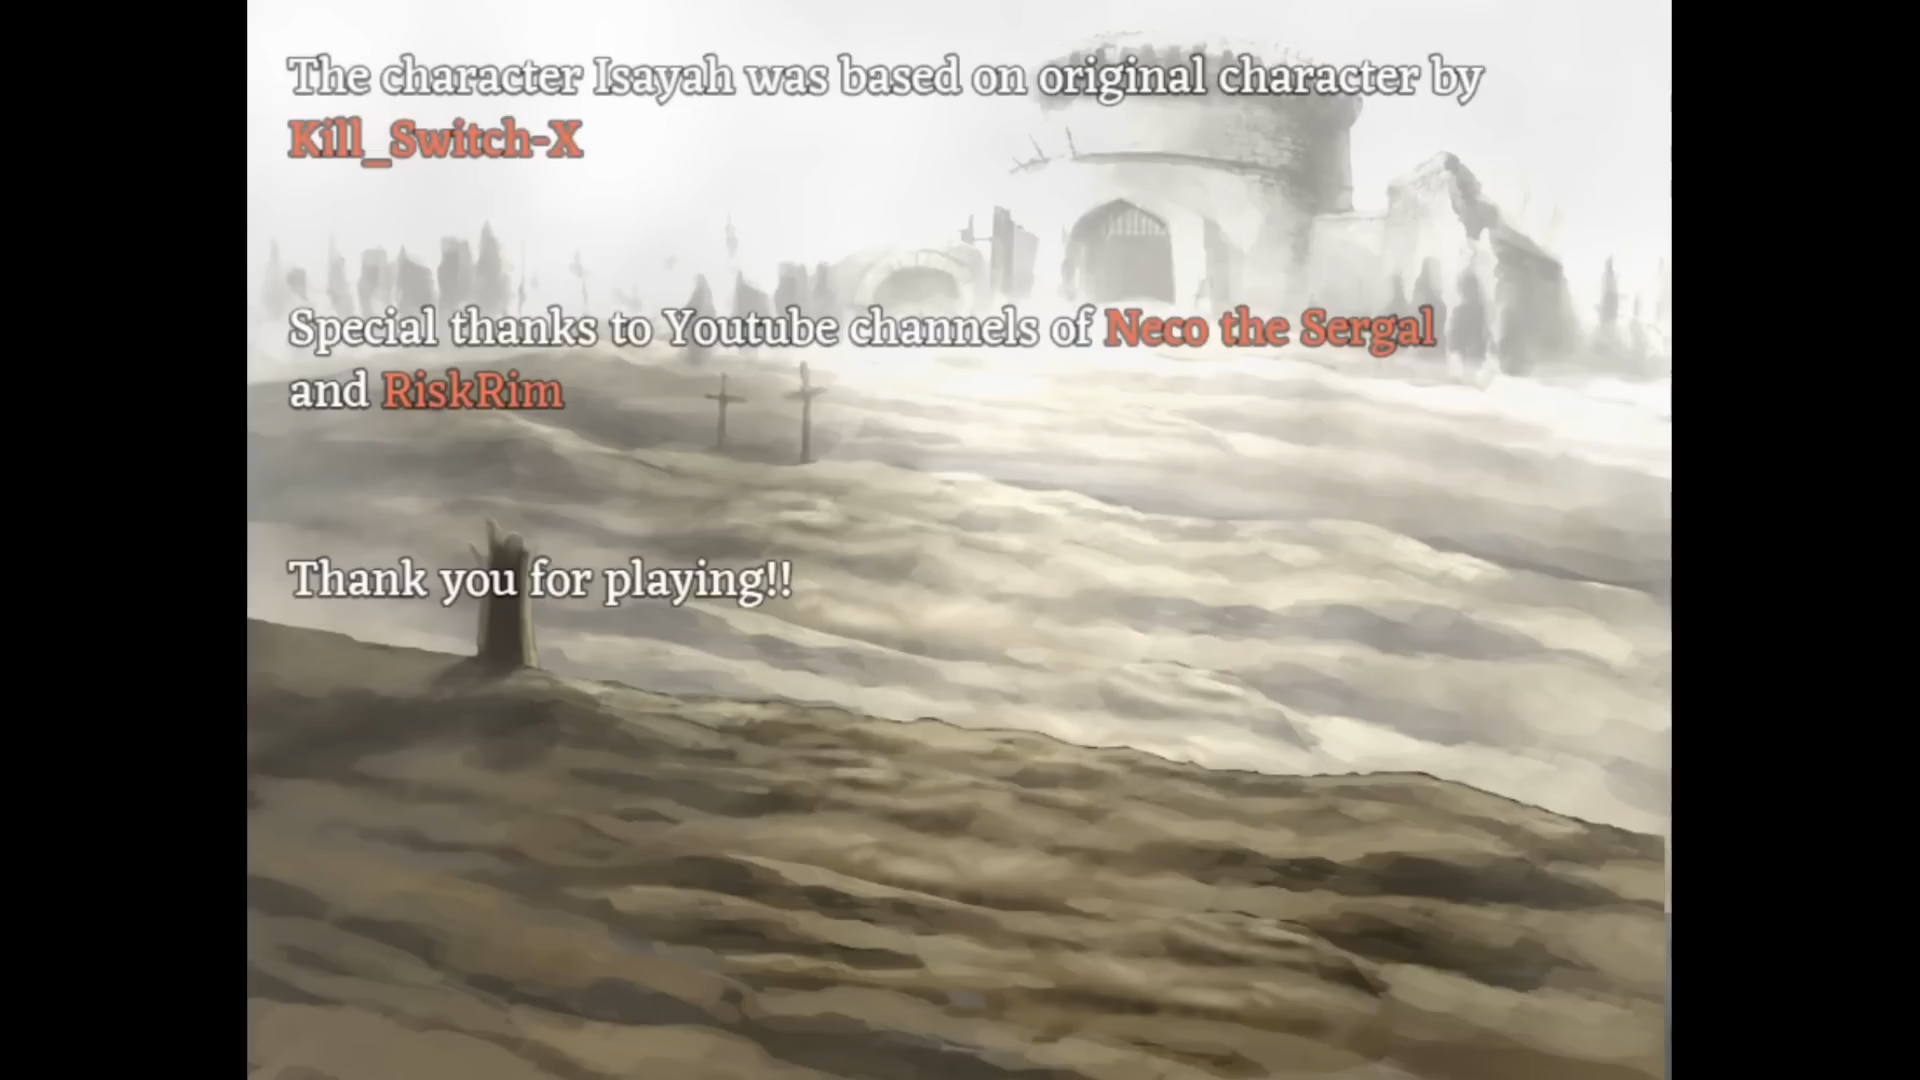 The character Isayah was based on original character by
Kill_Switch-X
Special thanks to Youtube channels of Neco the Sergal
and RiskRim
Thank you for playing!!